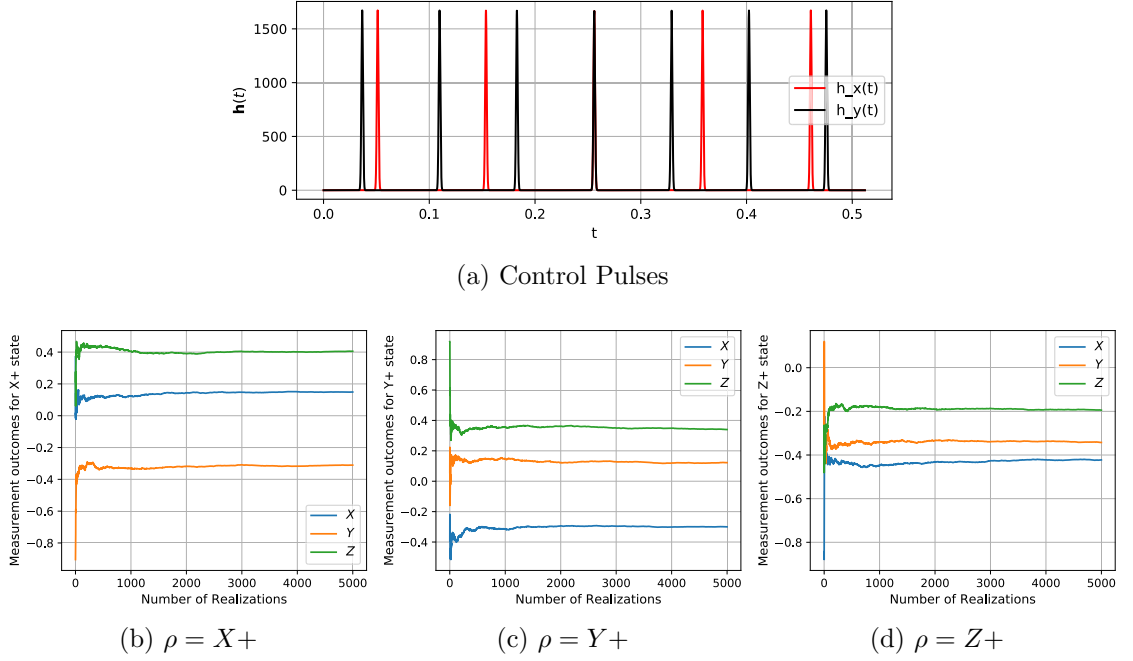 1500
1000
500
0
h(t)
h_x(t)
h_y(t)
0.0 0.1 0.2 0.3 0.4 0.5
t
(a) Control Pulses
Measurement outcomes for X+ state
0.4
0.2
0.0
−0.2
−0.4
−0.6
−0.8
X
Y
Z
0 1000 2000 3000 4000 5000
Number of Realizations
(b) ρ = X+
Measurement outcomes for Y+ state
0.8
0.6
0.4
0.2
0.0
−0.2
−0.4
X
Y
Z
0 1000 2000 3000 4000 5000
Number of Realizations
(c) ρ = Y+
Measurement outcomes for Z+ state
0.0
−0.2
−0.4
−0.6
−0.8
X
Y
Z
0 1000 2000 3000 4000 5000
Number of Realizations
(d) ρ = Z+